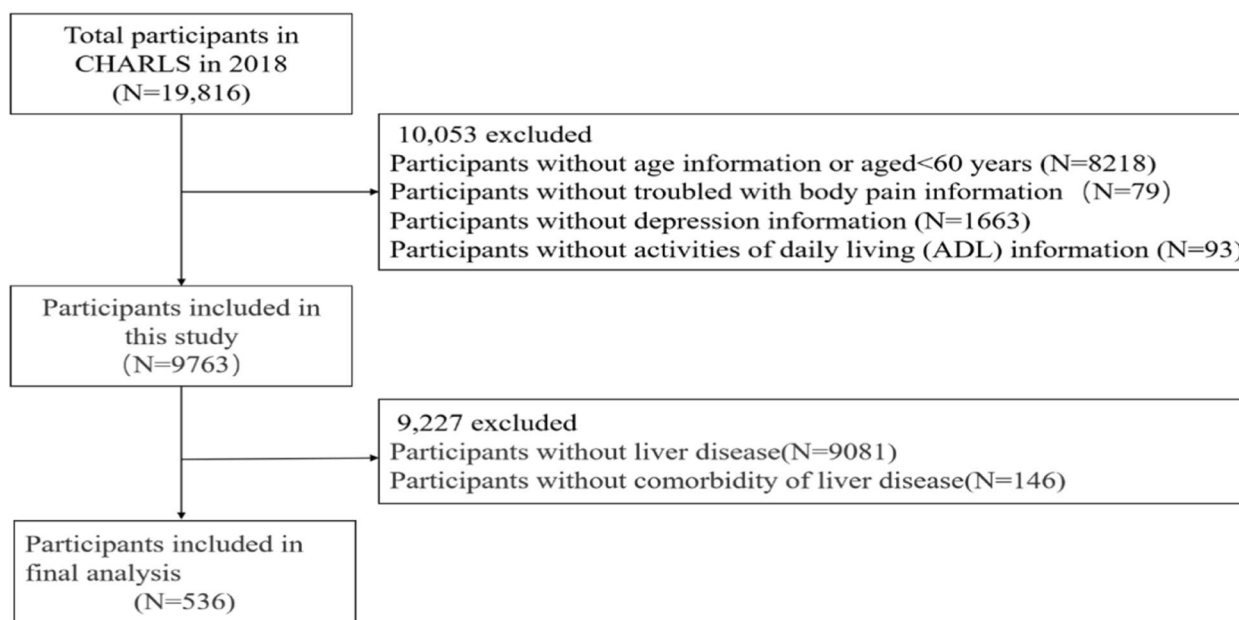 Total participants in
CHARLS in 2018
(N=19,816)
10,053 excluded
Participants without age information or aged<60 years (N=8218)
Participants without troubled with body pain information （N=79）
Participants without depression information (N=1663)
Participants without activities of daily living (ADL) information (N=93)
Participants included in
this study
（N=9763）
9,227 excluded
Participants without liver disease(N=9081)
Participants without comorbidity of liver disease(N=146)
Participants included in
final analysis
(N=536)